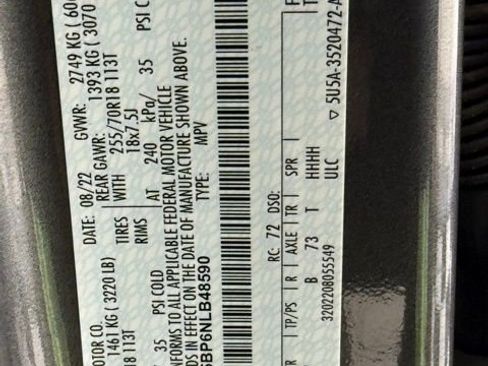 OTOR CO. DATE: 08/22 GVWR: 2749 KG ( 606
1461 KG ( 3220 LB) REAR GAWR: 1393 KG ( 3070
18 113T TIRES WITH 255/70R18 113T
RIMS 18x7.5J
/ 35 PSI COLD AT 240 kPa/ 35 PSI C
NFORMS TO ALL APPLICABLE FEDERAL MOTOR VEHICLE
IN EFFECT ON THE DATE OF MANUFACTURE SHOWN ABOVE.
BP6NLB48590 TYPE: MPV
RC: 72 DSO:
TP/PS R AXLE TR SPR
B 73 T HHHH
3202208055549 ULC
▽ 5U5A-3520472-A